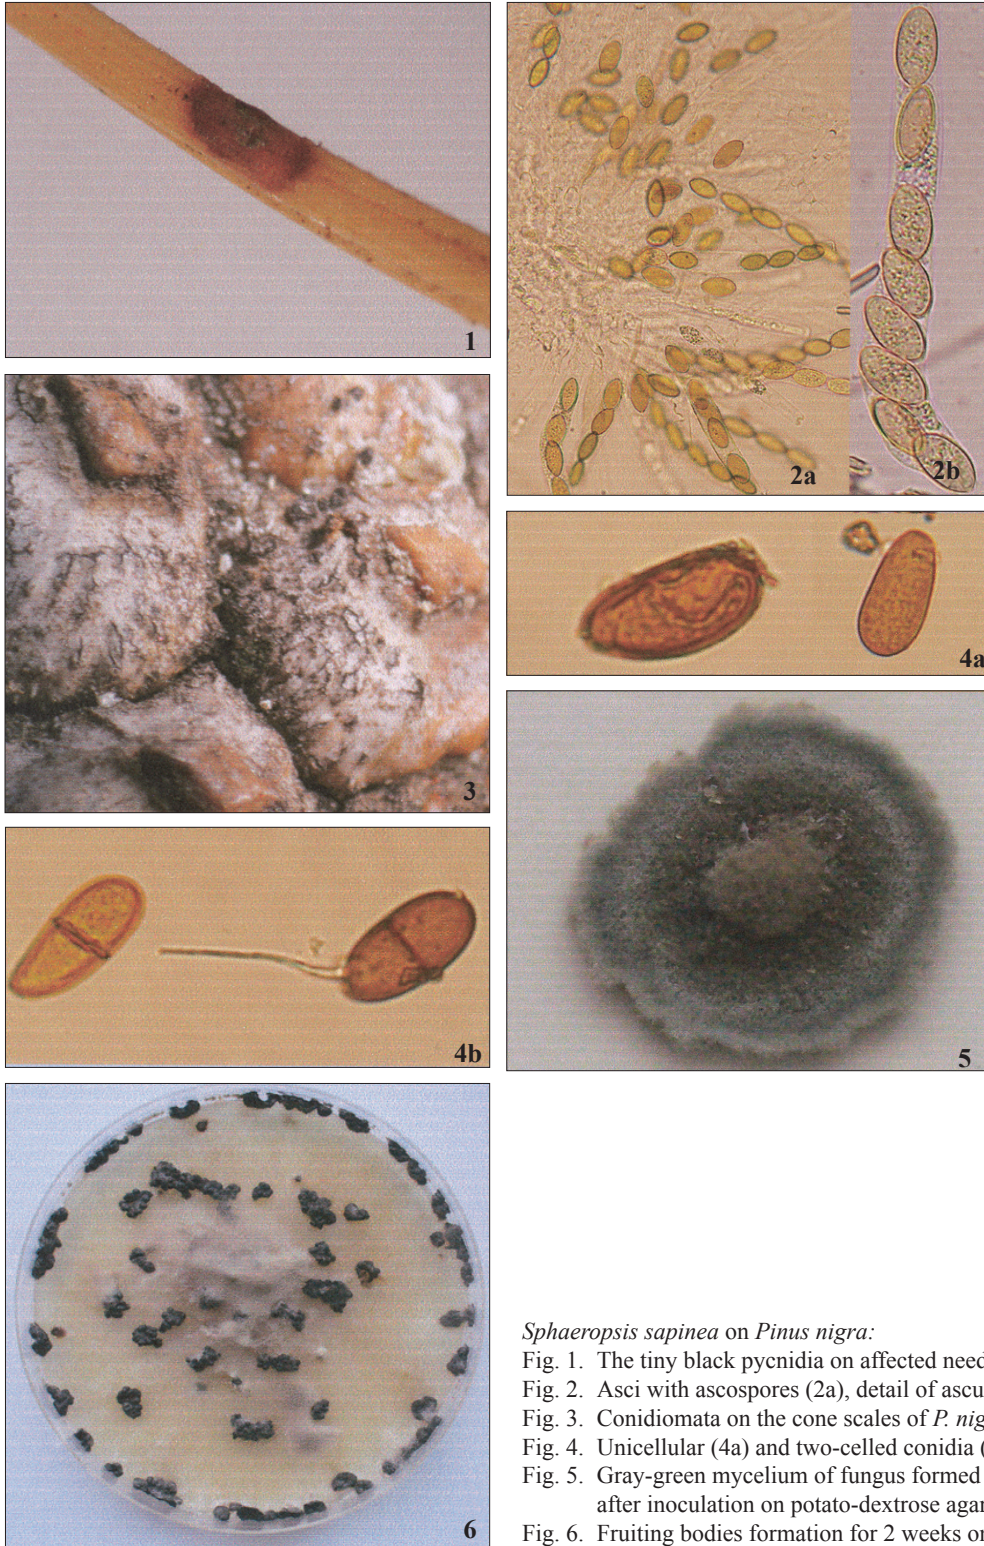 1
2a
2b
3
4a
4b
5
6
Sphaeropsis sapinea on Pinus nigra:
Fig. 1. The tiny black pycnidia on affected need
Fig. 2. Asci with ascospores (2a), detail of ascu
Fig. 3. Conidiomata on the cone scales of P. nig
Fig. 4. Unicellular (4a) and two-celled conidia (
Fig. 5. Gray-green mycelium of fungus formed
after inoculation on potato-dextrose agar
Fig. 6. Fruiting bodies formation for 2 weeks or